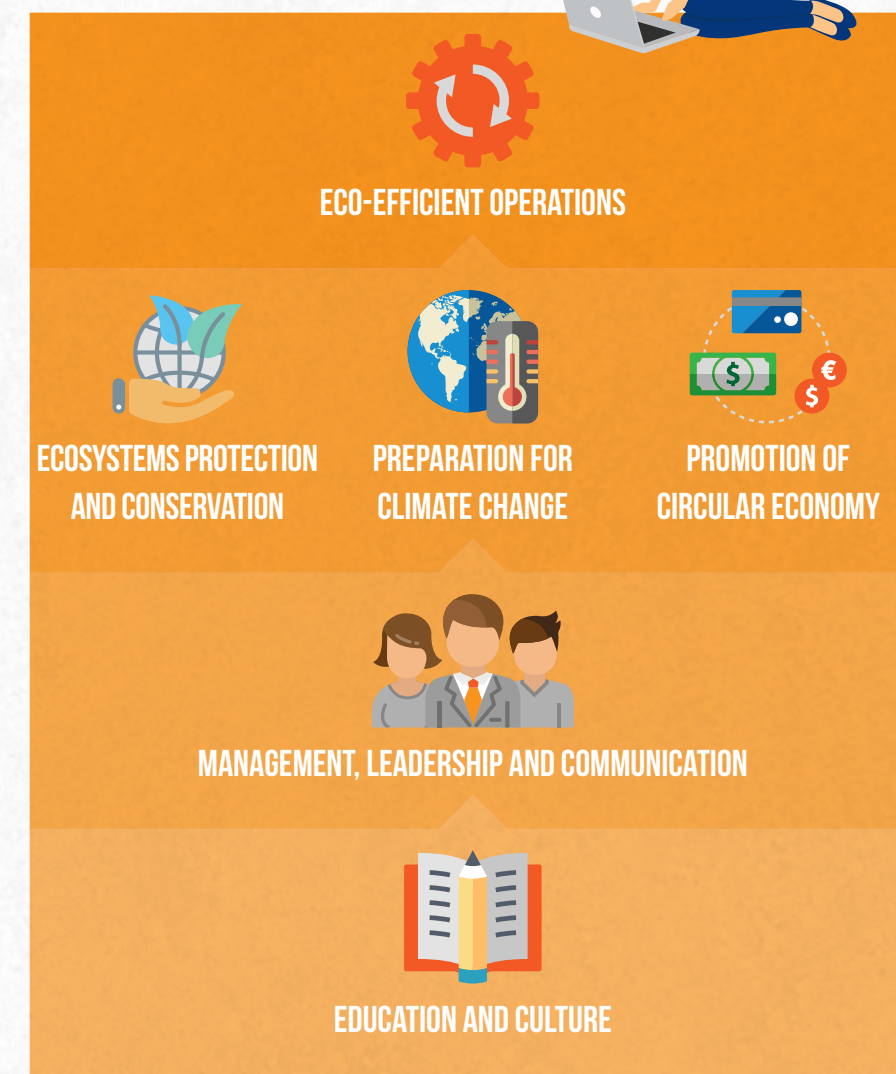 ECO-EFFICIENT OPERATIONS
ECOSYSTEMS PROTECTION
AND CONSERVATION
PREPARATION FOR
CLIMATE CHANGE
$
€
$
PROMOTION OF
CIRCULAR ECONOMY
MANAGEMENT, LEADERSHIP AND COMMUNICATION
EDUCATION AND CULTURE